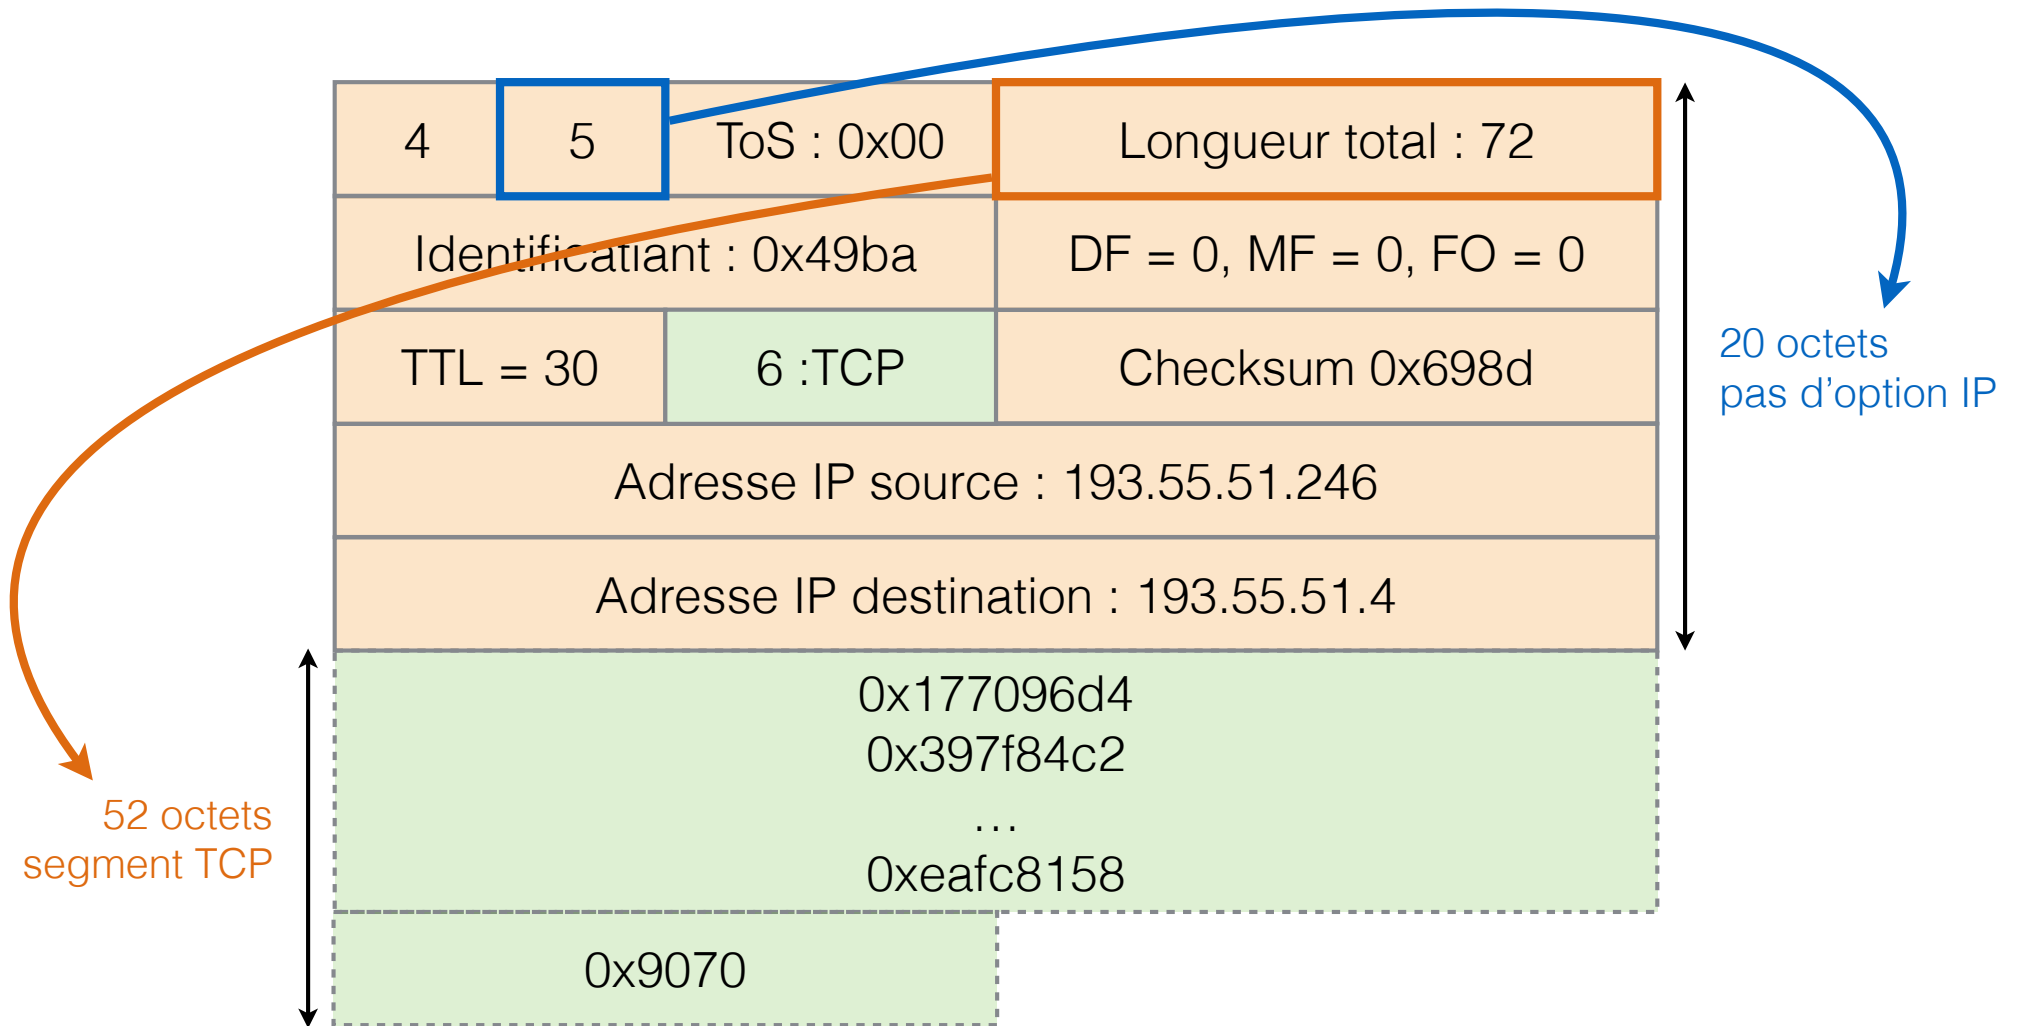 4
5
ToS : 0x00
Longueur total : 72
Identificatiant : 0x49ba
DF = 0, MF = 0, FO = 0
TTL = 30
6 :TCP
Checksum 0x698d
20 octets
pas d’option IP
Adresse IP source : 193.55.51.246
Adresse IP destination : 193.55.51.4
0x177096d4
0x397f84c2
…
0xeafc8158
52 octets
segment TCP
0x9070